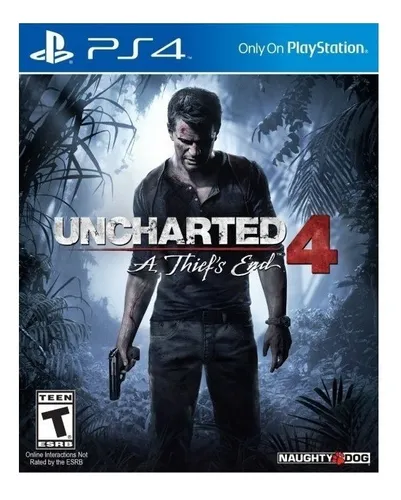 PS4
Only On PlayStation®
UNCHARTED 4
A Thief's End
TEEN
T
ESRB
Online Interactions Not
Rated by the ESRB
NAUGHTY DOG